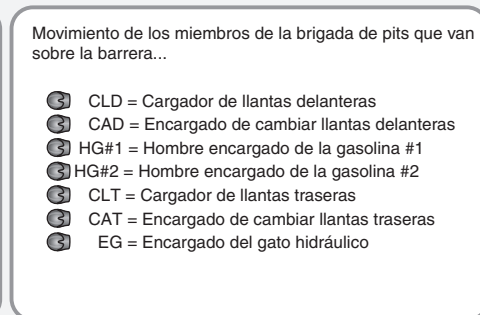 Movimiento de los miembros de la brigada de pits que van
sobre la barrera...
CLD = Cargador de llantas delanteras
CAD = Encargado de cambiar llantas delanteras
HG#1 = Hombre encargado de la gasolina #1
HG#2 = Hombre encargado de la gasolina #2
CLT = Cargador de llantas traseras
CAT = Encargado de cambiar llantas traseras
EG = Encargado del gato hidráulico